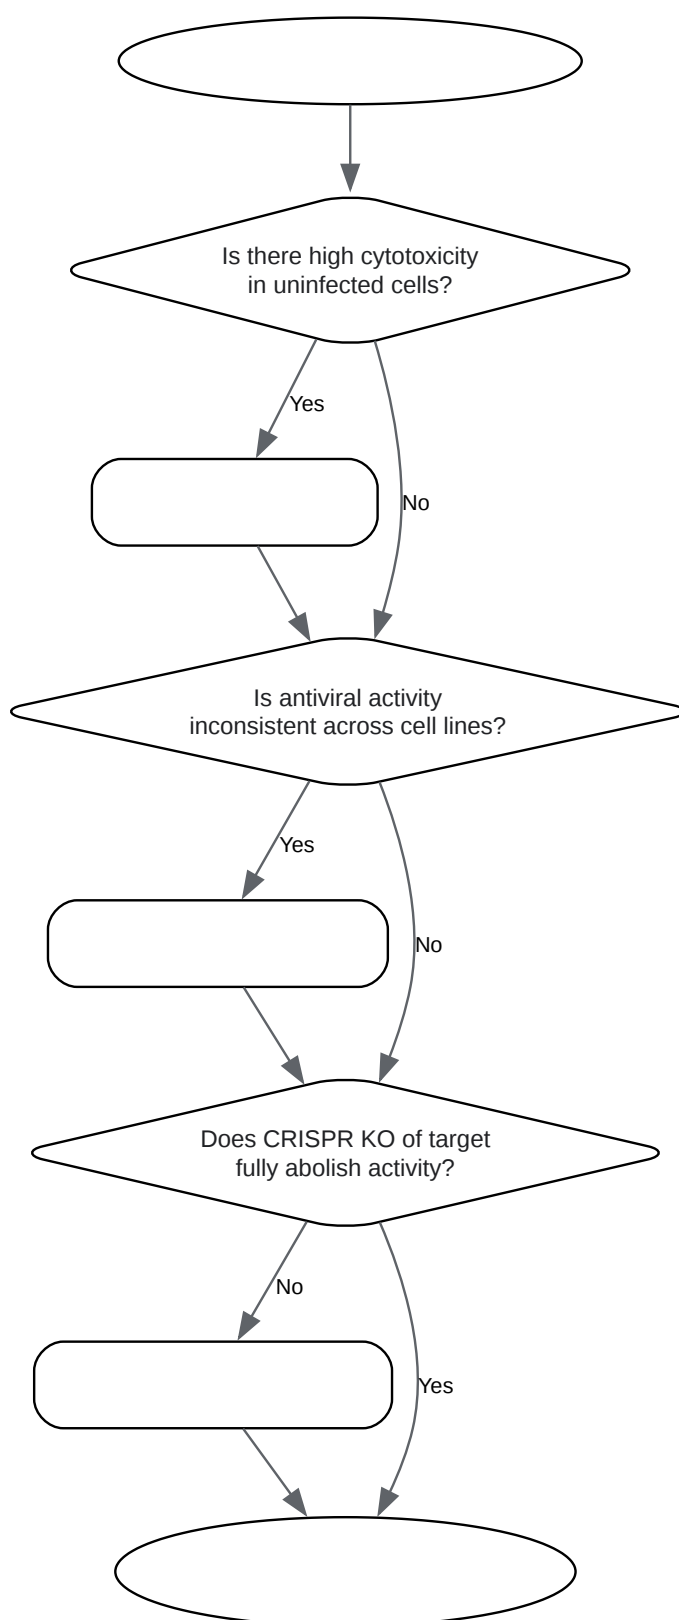 Is there high cytotoxicity
in uninfected cells?
Yes
No
Is antiviral activity
inconsistent across cell lines?
Yes
No
Does CRISPR KO of target
fully abolish activity?
No
Yes